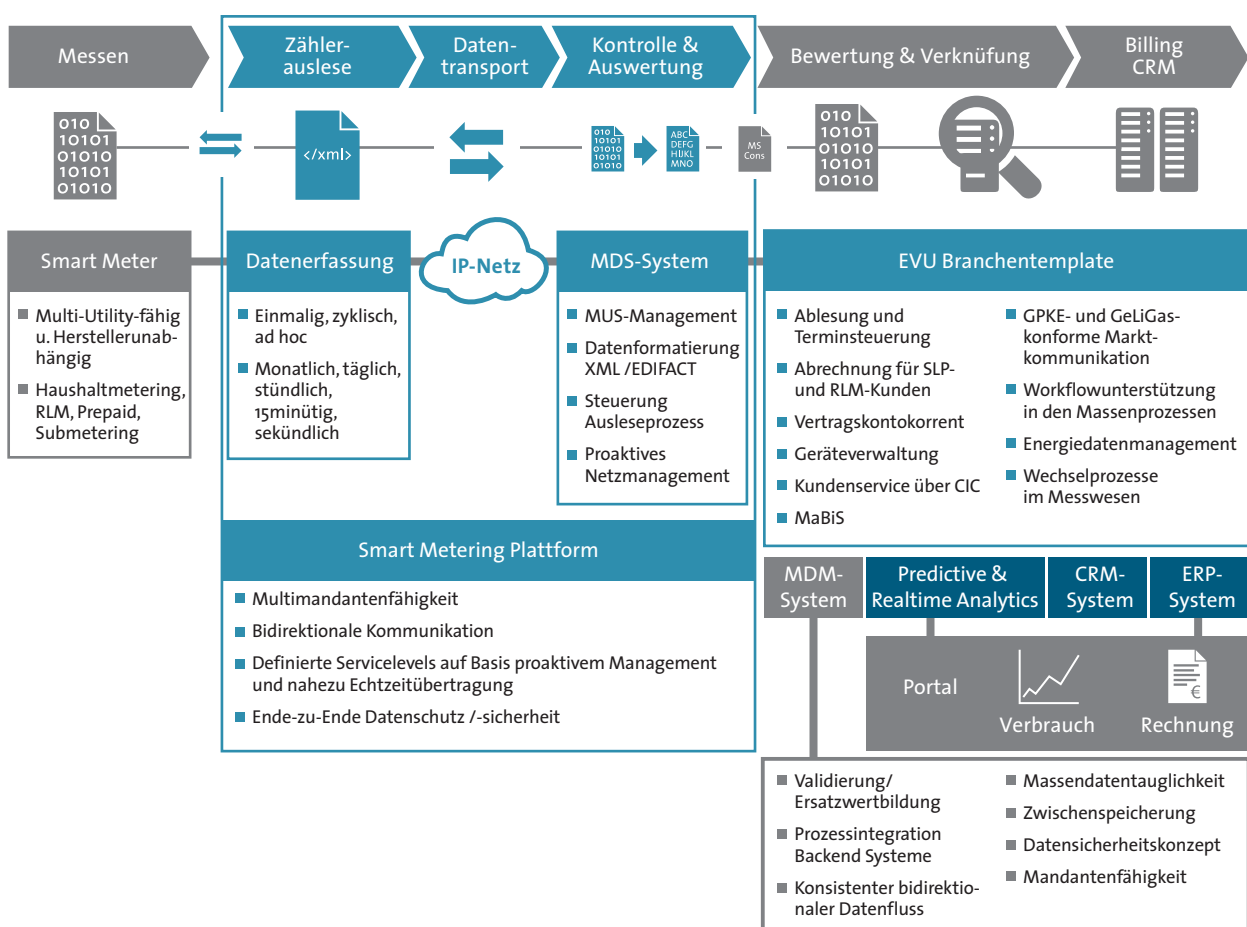 Messen
Zähler-
auslese
Daten-
transport
Kontrolle &
Auswertung
Bewertung & Verknüfung
Billing
CRM
010
10101
01010
10101
01010
</xml>
010
10101
01010
10101
01010
ABC
DEFG
HIJKL
MNO
MS
Cons
010
10101
01010
10101
01010
Smart Meter
Multi-Utility-fähig
u. Herstellerunab-
hängig
Haushaltmetering,
RLM, Prepaid,
Submetering
Datenerfassung
Einmalig, zyklisch,
ad hoc
Monatlich, täglich,
stündlich,
15minütig,
sekündlich
IP-Netz
MDS-System
MUS-Management
Datenformatierung
XML /EDIFACT
Steuerung
Ausleseprozess
Proaktives
Netzmanagement
EVU Branchentemplate
Ablesung und
Terminsteuerung
Abrechnung für SLP-
und RLM-Kunden
Vertragskontokorrent
Geräteverwaltung
Kundenservice über CIC
MaBiS
GPKE- und GeLiGas-
konforme Markt-
kommunikation
Workflowunterstützung
in den Massenprozessen
Energiedatenmanagement
Wechselprozesse
im Messwesen
Smart Metering Plattform
Multimandantenfähigkeit
Bidirektionale Kommunikation
Definierte Servicelevels auf Basis proaktivem Management
und nahezu Echtzeitübertragung
Ende-zu-Ende Datenschutz /-sicherheit
MDM-
System
Predictive &
Realtime Analytics
CRM-
System
ERP-
System
Portal
Verbrauch
€
Rechnung
Validierung/
Ersatzwertbildung
Prozessintegration
Backend Systeme
Konsistenter bidirektio-
naler Datenfluss
Massendatentauglichkeit
Zwischenspeicherung
Datensicherheitskonzept
Mandantenfähigkeit